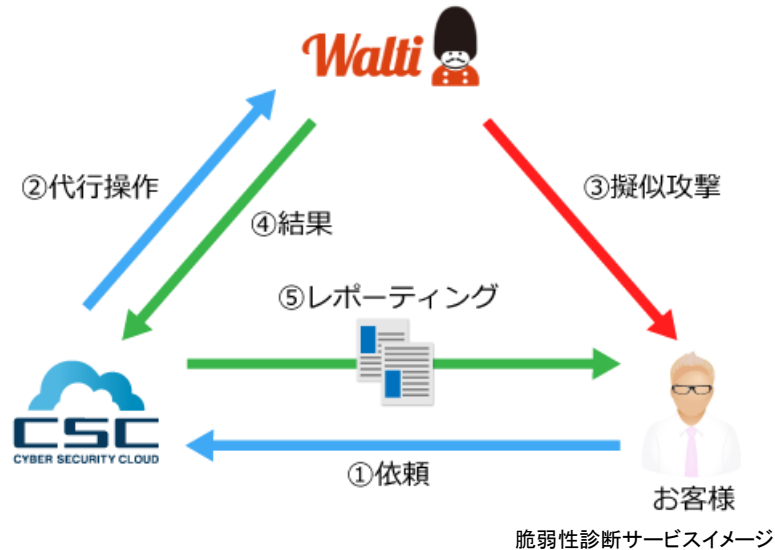 Walti
②代行操作
③擬似攻撃
④結果
⑤レポーティング
CSC
CYBER SECURITY CLOUD
①依頼
お客様
脆弱性診断サービスイメージ